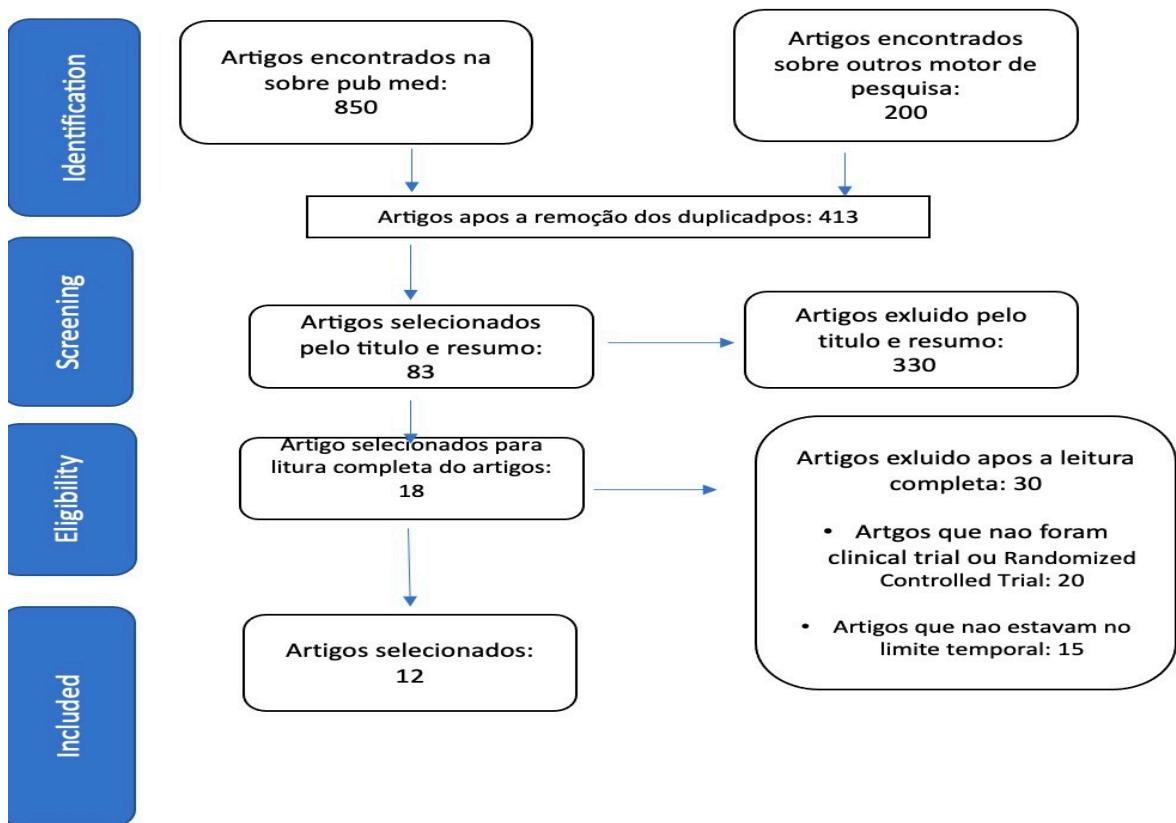 Identification
Artigos encontrados na
sobre pub med:
850
Artigos encontrados
sobre outros motor de
pesquisa:
200
Artigos apos a remoção dos duplicadpos: 413
Screening
Artigos selecionados
pelo titulo e resumo:
83
Artigos exluido pelo
titulo e resumo:
330
Eligibility
Artigo selecionados para
litura completa do artigos:
18
Artigos exluido apos a leitura
completa: 30
• Artgos que nao foram
clinical trial ou Randomized
Controlled Trial: 20
• Artigos que nao estavam no
limite temporal: 15
Included
Artigos selecionados:
12